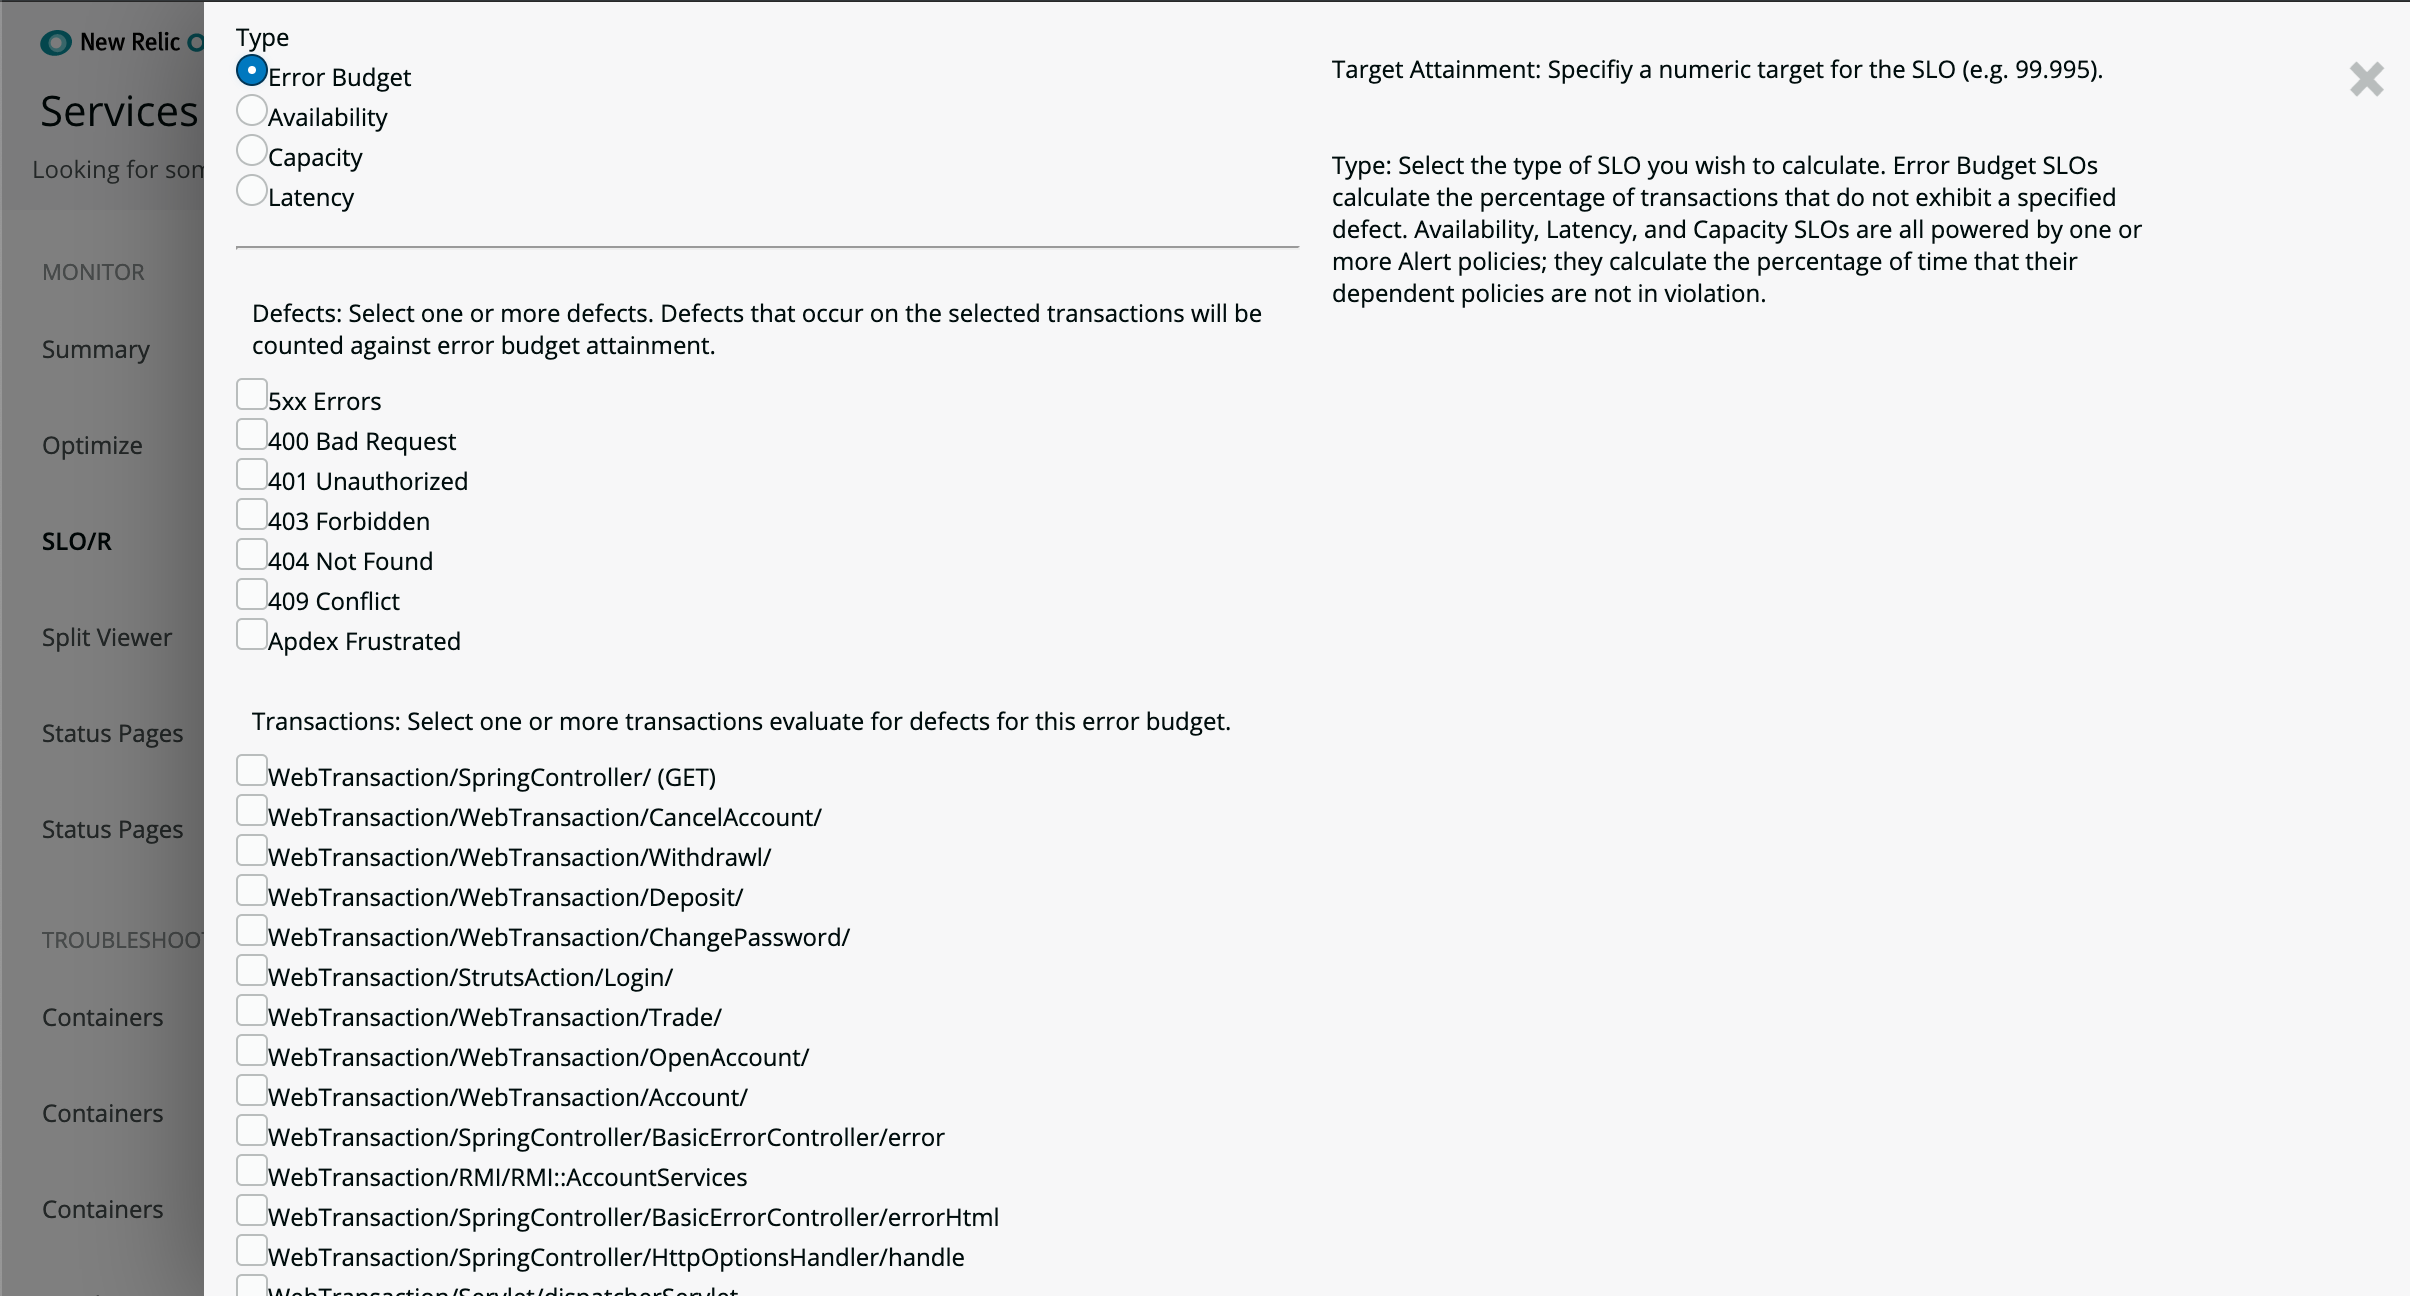 New Relic
Services
Looking for som
MONITOR
Summary
Optimize
SLO/R
Split Viewer
Status Pages
Status Pages
TROUBLESHOOT
Containers
Containers
Containers
Type
Error Budget
Availability
Capacity
Latency
Defects: Select one or more defects. Defects that occur on the selected transactions will be
counted against error budget attainment.
5xx Errors
400 Bad Request
401 Unauthorized
403 Forbidden
404 Not Found
409 Conflict
Apdex Frustrated
Transactions: Select one or more transactions evaluate for defects for this error budget.
WebTransaction/SpringController/ (GET)
WebTransaction/WebTransaction/CancelAccount/
WebTransaction/WebTransaction/Withdrawl/
WebTransaction/WebTransaction/Deposit/
WebTransaction/WebTransaction/ChangePassword/
WebTransaction/StrutsAction/Login/
WebTransaction/WebTransaction/Trade/
WebTransaction/WebTransaction/OpenAccount/
WebTransaction/WebTransaction/Account/
WebTransaction/SpringController/BasicErrorController/error
WebTransaction/RMI/RMI::AccountServices
WebTransaction/SpringController/BasicErrorController/errorHtml
WebTransaction/SpringController/HttpOptionsHandler/handle
WebTransaction/Servlet/dispatcherServlet
Target Attainment: Specifiy a numeric target for the SLO (e.g. 99.995).
Type: Select the type of SLO you wish to calculate. Error Budget SLOs
calculate the percentage of transactions that do not exhibit a specified
defect. Availability, Latency, and Capacity SLOs are all powered by one or
more Alert policies; they calculate the percentage of time that their
dependent policies are not in violation.